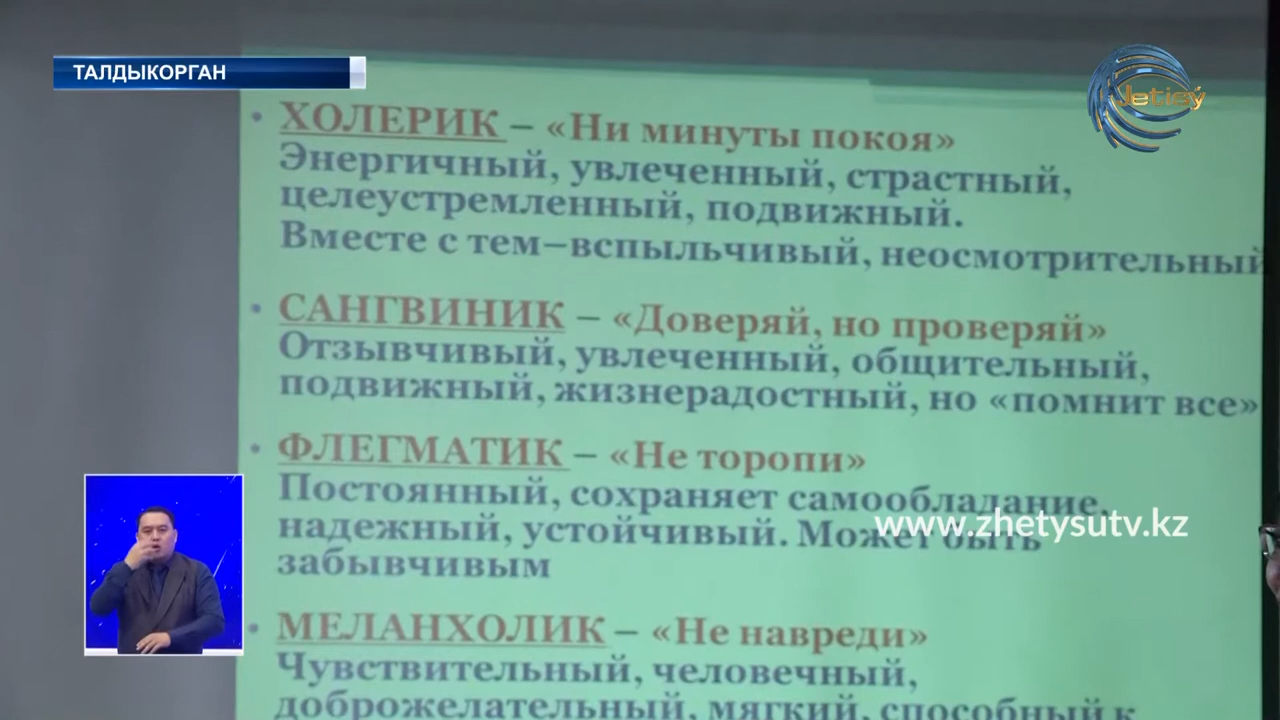 ТАЛДЫКОРГАН
Jetisý
• ХОЛЕРИК – «Ни минуты покоя»
Энергичный, увлеченный, страстный,
целеустремленный, подвижный.
Вместе с тем–вспыльчивый, неосмотрительный
• САНГВИНИК – «Доверяй, но проверяй»
Отзывчивый, увлеченный, общительный,
подвижный, жизнерадостный, но «помнит все»
• ФЛЕГМАТИК – «Не торопи»
Постоянный, сохраняет самообладание,
www.zhetysutv.kz
надежный, устойчивый. Может быть
забывчивым
• МЕЛАНХОЛИК – «Не навреди»
Чувствительный, человечный,
доброжелательный, мягкий, способный к